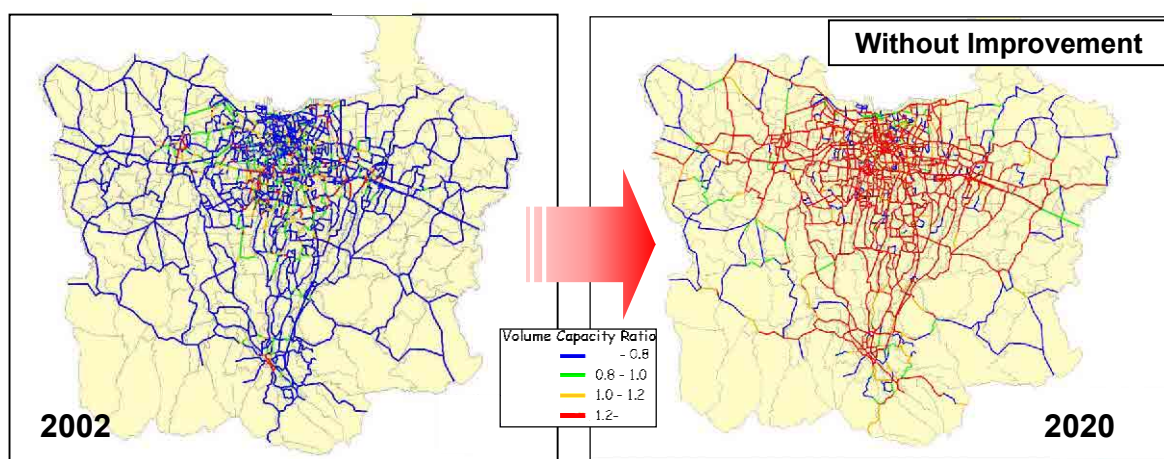 Without Improvement
Volume Capacity Ratio
- 0.8
0.8 - 1.0
1.0 - 1.2
1.2-
2002
2020